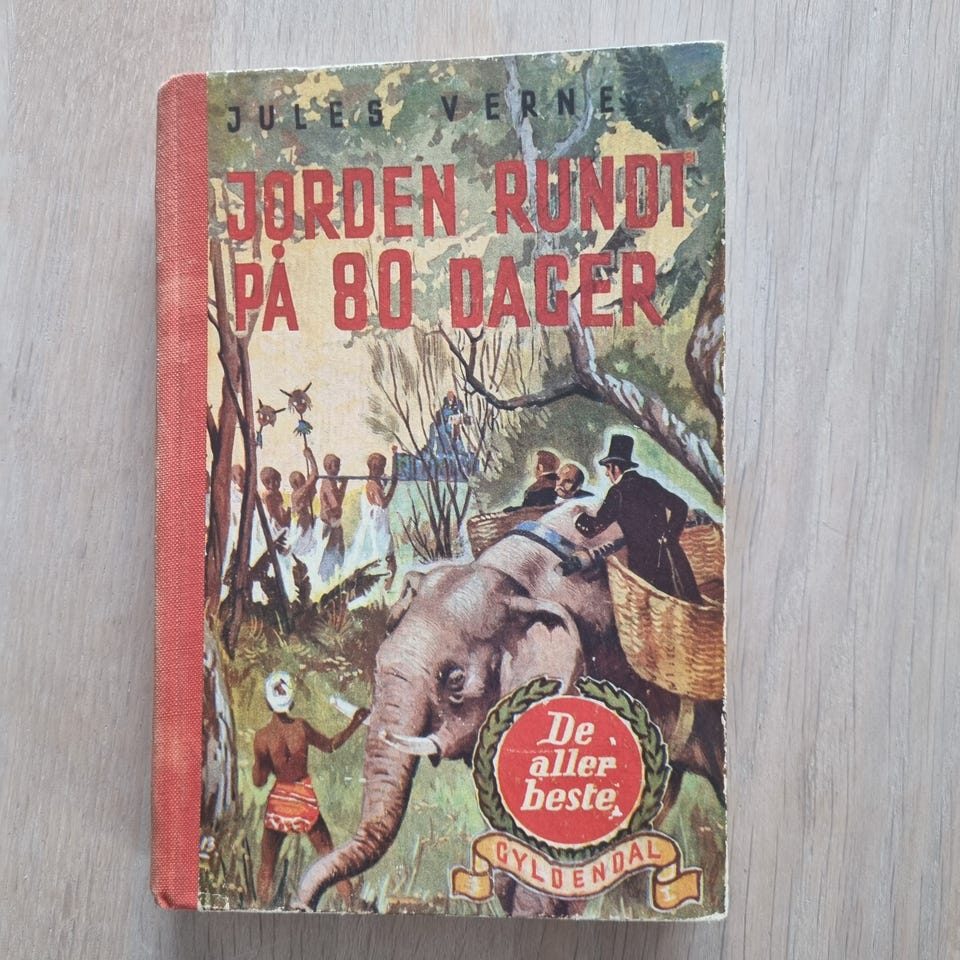 JULES VERNE
JORDEN RUNDT
PÅ 80 DAGER
De
aller
beste
GYLDENDAL